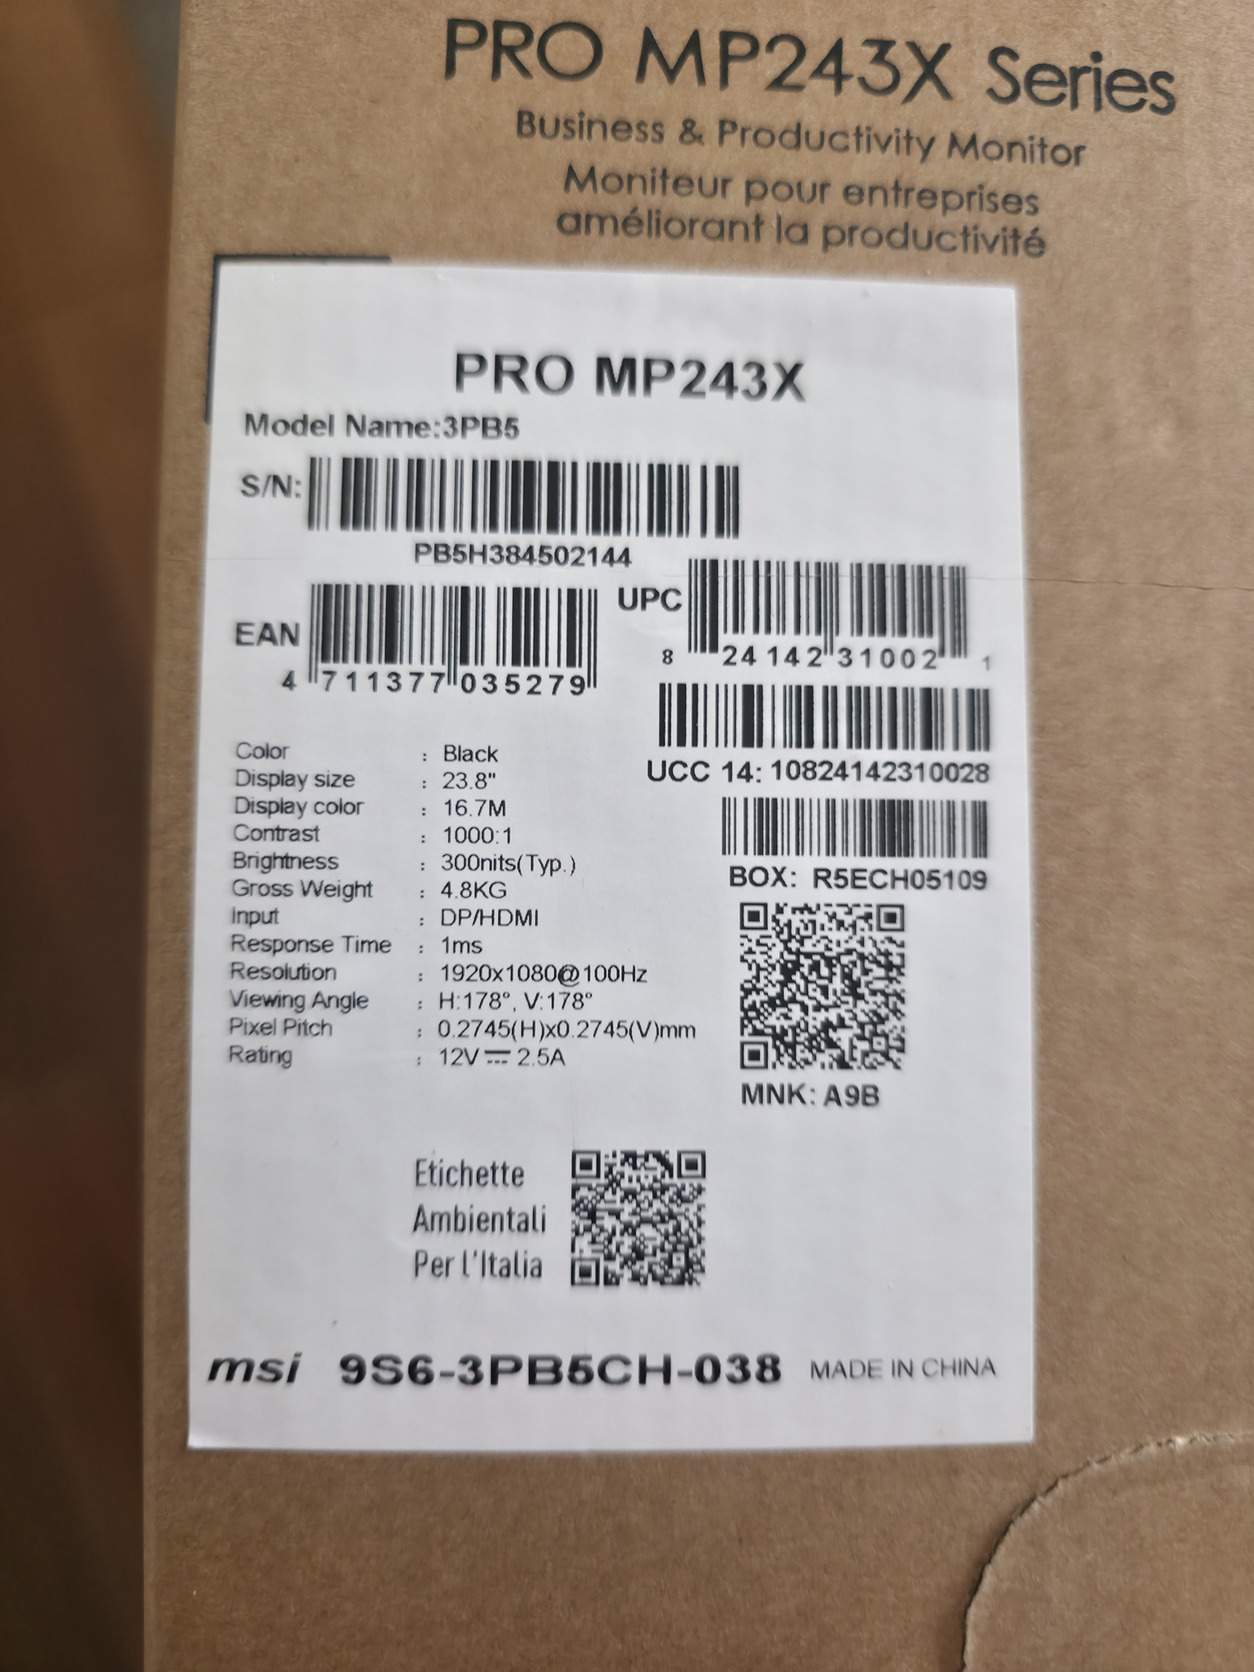 PRO MP243X Series
Business & Productivity Monitor
Moniteur pour entreprises
améliorant la productivité
PRO MP243X
Model Name:3PB5
S/N:
PB5H384502144
EAN
4 711377 035279
UPC
8 24142 31002 1
UCC 14: 10824142310028
BOX: R5ECH05109
MNK: A9B
Color : Black
Display size : 23.8"
Display color : 16.7M
Contrast : 1000:1
Brightness : 300nits(Typ.)
Gross Weight : 4.8KG
Input : DP/HDMI
Response Time : 1ms
Resolution : 1920x1080@100Hz
Viewing Angle : H:178°, V:178°
Pixel Pitch : 0.2745(H)x0.2745(V)mm
Rating : 12V ⎓ 2.5A
Etichette
Ambientali
Per l'Italia
msi 9S6-3PB5CH-038 MADE IN CHINA